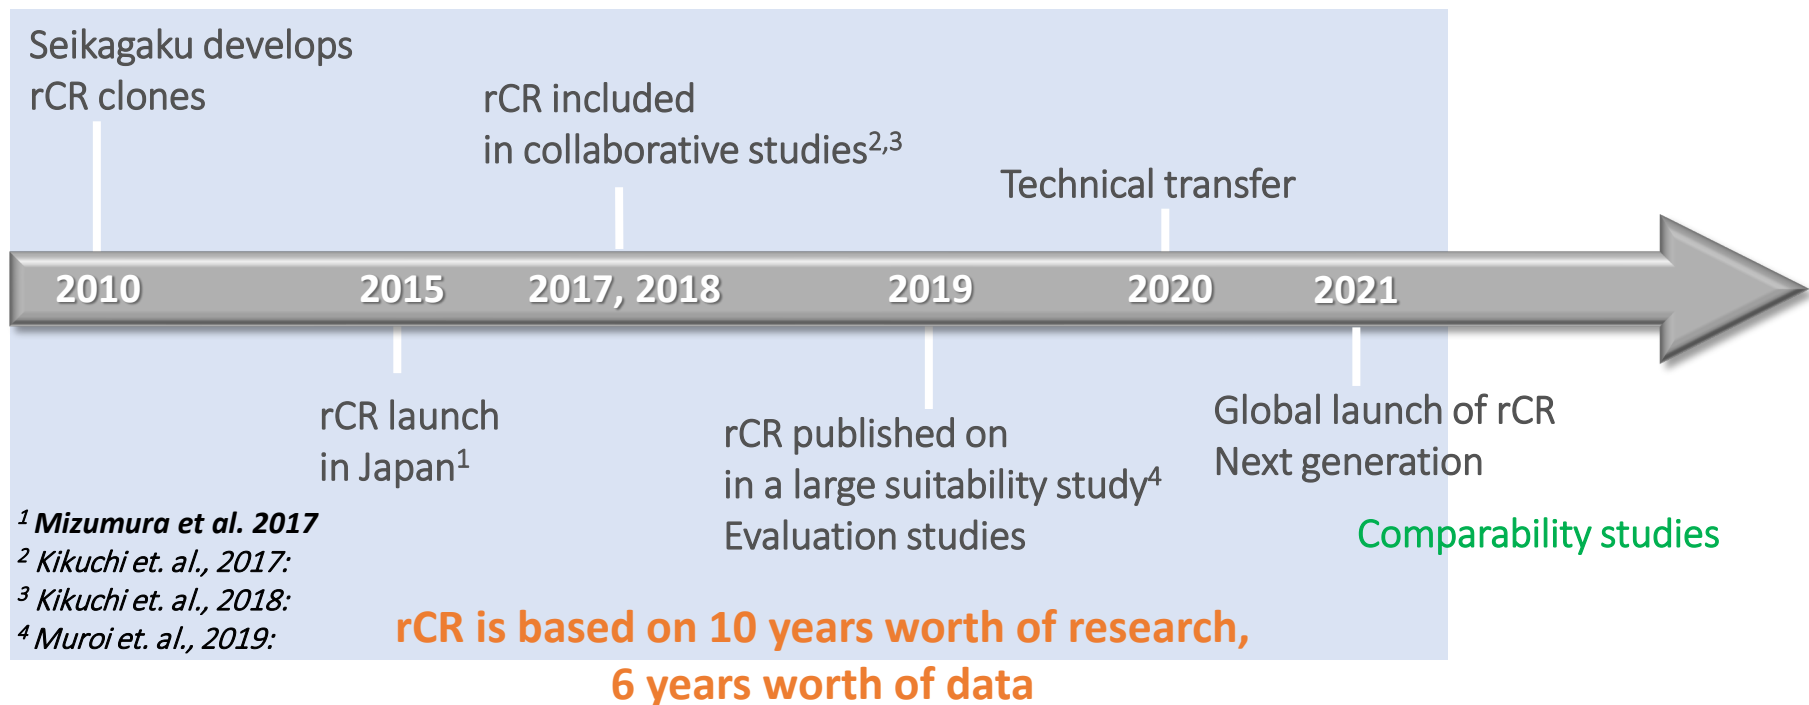 Seikagaku develops
rCR clones
rCR included
in collaborative studies2,3
Technical transfer
2010
2015
2017, 2018
2019
2020
2021
rCR launch
in Japan1
rCR published on
in a large suitability study4
Evaluation studies
Global launch of rCR
Next generation
Comparability studies
1 Mizumura et al. 2017
2 Kikuchi et. al., 2017:
3 Kikuchi et. al., 2018:
4 Muroi et. al., 2019:
rCR is based on 10 years worth of research,
6 years worth of data